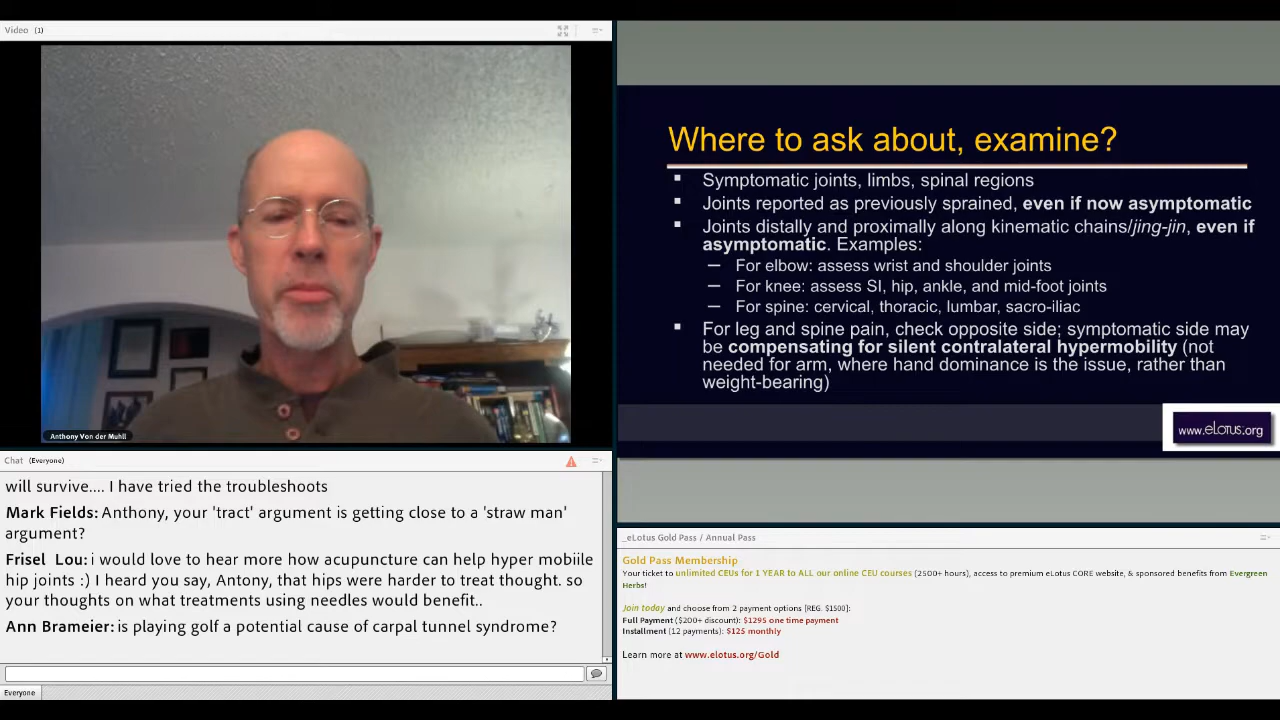 Video (1)
Anthony Von der Muhll
Chat (Everyone)
will survive.... I have tried the troubleshoots
Mark Fields: Anthony, your 'tract' argument is getting close to a 'straw man'
argument?
Frisel Lou: i would love to hear more how acupuncture can help hyper mobiile
hip joints :) I heard you say, Antony, that hips were harder to treat thought. so
your thoughts on what treatments using needles would benefit..
Ann Brameier: is playing golf a potential cause of carpal tunnel syndrome?
Everyone
Where to ask about, examine?
Symptomatic joints, limbs, spinal regions
Joints reported as previously sprained, even if now asymptomatic
Joints distally and proximally along kinematic chains/jing-jin, even if
asymptomatic. Examples:
– For elbow: assess wrist and shoulder joints
– For knee: assess SI, hip, ankle, and mid-foot joints
– For spine: cervical, thoracic, lumbar, sacro-iliac
For leg and spine pain, check opposite side; symptomatic side may
be compensating for silent contralateral hypermobility (not
needed for arm, where hand dominance is the issue, rather than
weight-bearing)
www.eLotus.org
_eLotus Gold Pass / Annual Pass
Gold Pass Membership
Your ticket to unlimited CEUs for 1 YEAR to ALL our online CEU courses (2500+ hours), access to premium eLotus CORE website, & sponsored benefits from Evergreen
Herbs!
Join today and choose from 2 payment options [REG. $1500]:
Full Payment ($200+ discount): $1295 one time payment
Installment (12 payments): $125 monthly
Learn more at www.elotus.org/Gold